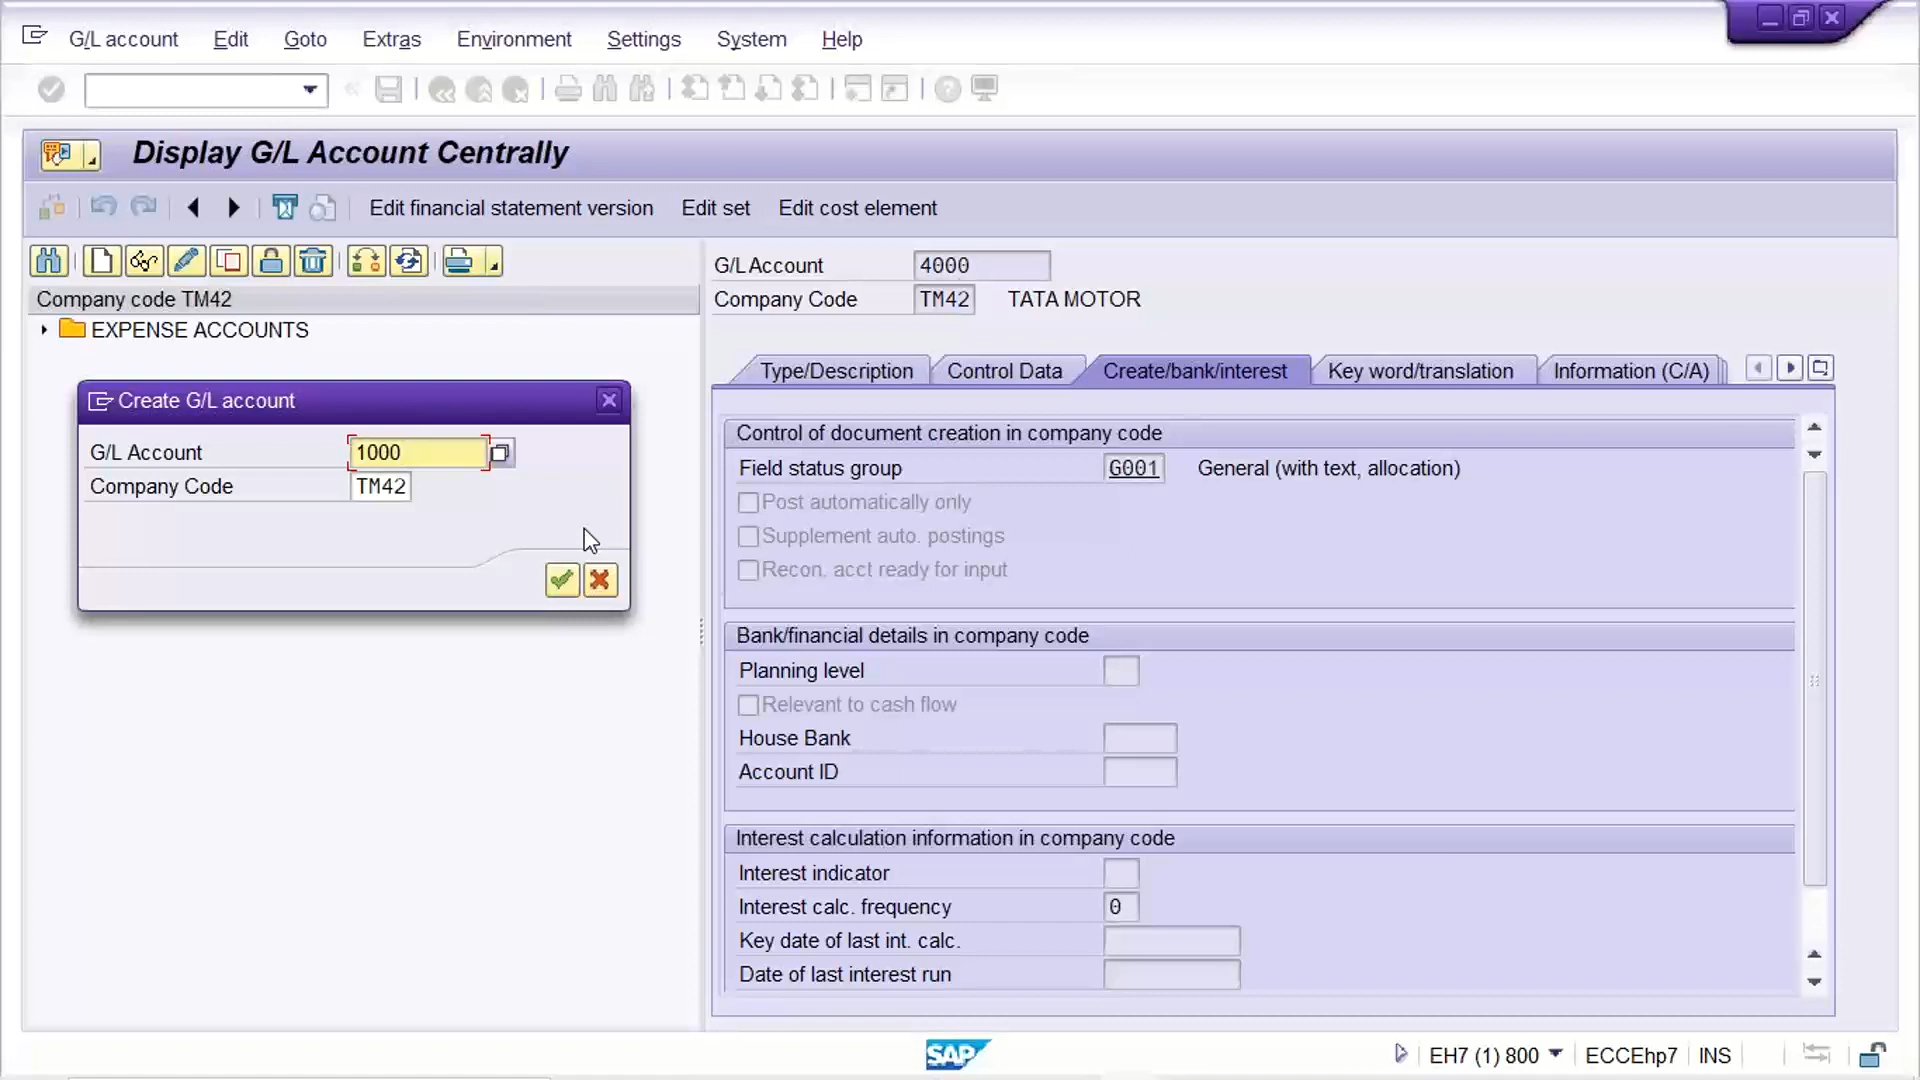 G/L account Edit Goto Extras Environment Settings System Help
Display G/L Account Centrally
Edit financial statement version Edit set Edit cost element
Company code TM42
EXPENSE ACCOUNTS
Create G/L account
G/L Account 1000
Company Code TM42
G/L Account 4000
Company Code TM42 TATA MOTOR
Type/Description Control Data Create/bank/interest Key word/translation Information (C/A)
Control of document creation in company code
Field status group G001 General (with text, allocation)
Post automatically only
Supplement auto. postings
Recon. acct ready for input
Bank/financial details in company code
Planning level
Relevant to cash flow
House Bank
Account ID
Interest calculation information in company code
Interest indicator
Interest calc. frequency 0
Key date of last int. calc.
Date of last interest run
SAP EH7 (1) 800 ECCEhp7 INS